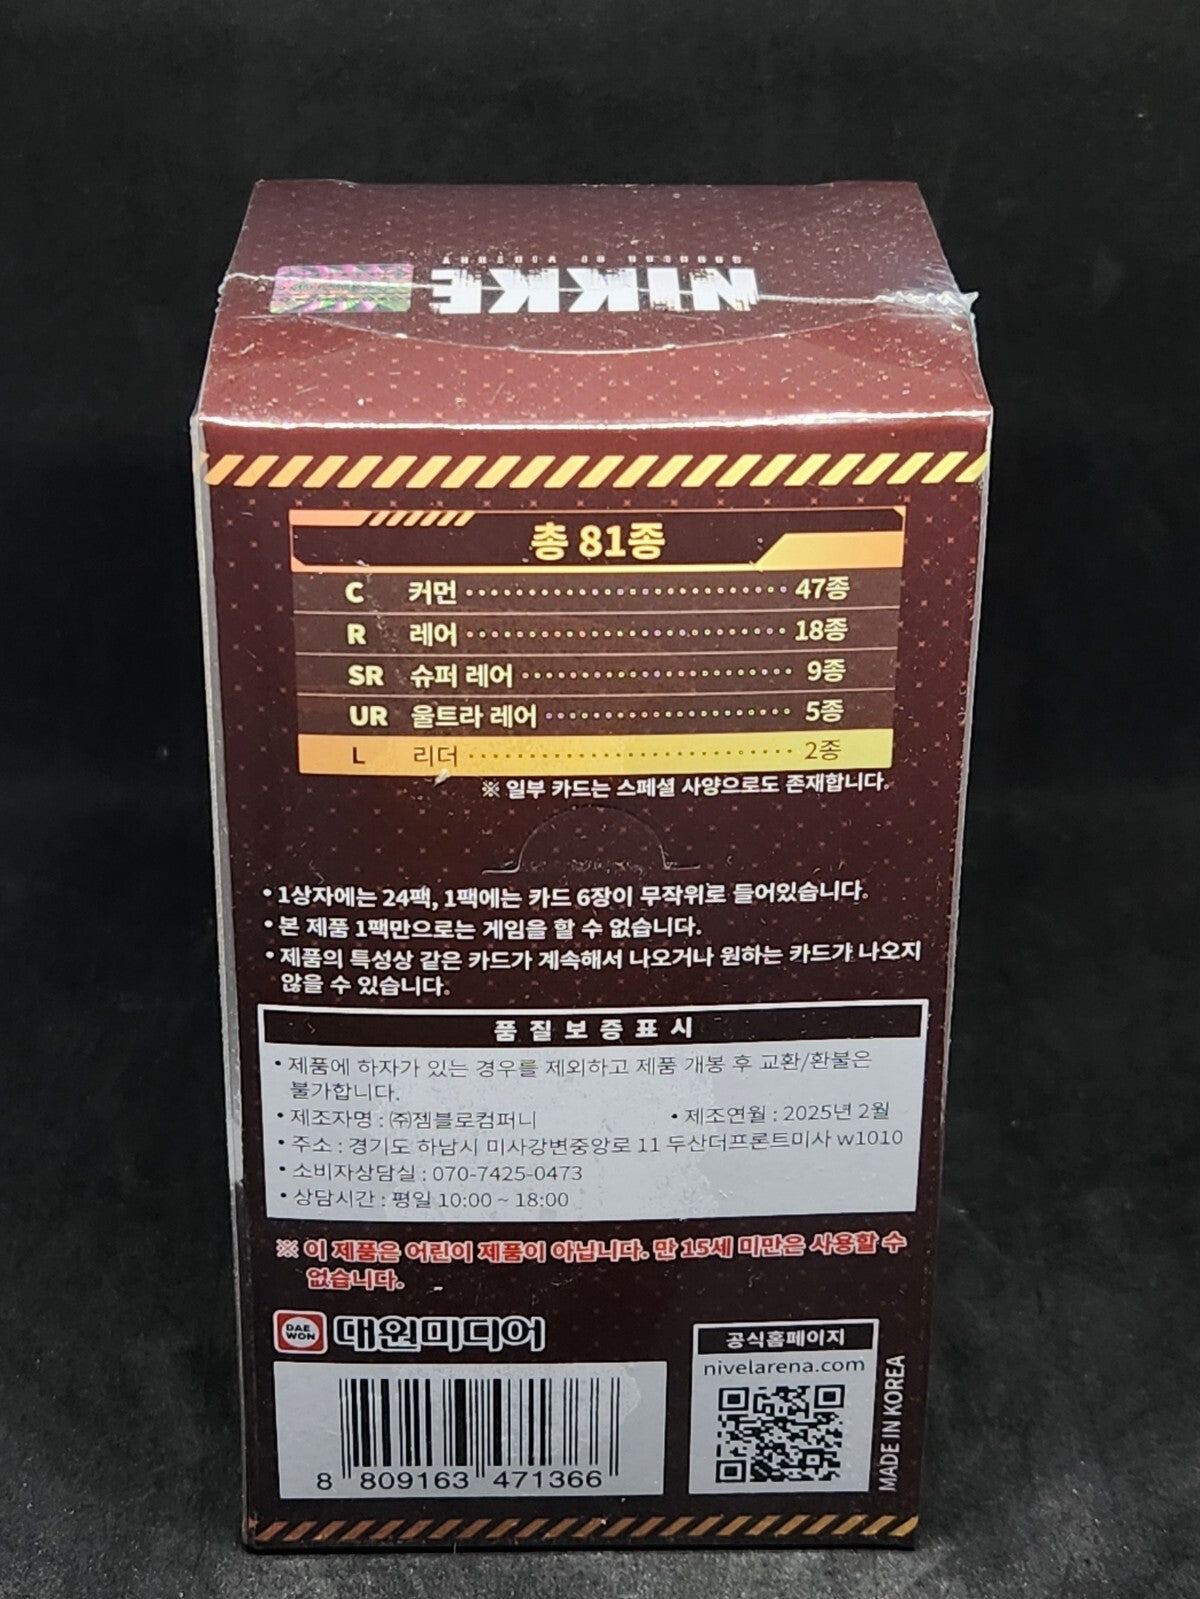 GODDESS OF VICTORY
NIKKE
총 81종
C 커먼 47종
R 레어 18종
SR 슈퍼 레어 9종
UR 울트라 레어 5종
L 리더 2종
※ 일부 카드는 스페셜 사양으로도 존재합니다.
• 1상자에는 24팩, 1팩에는 카드 6장이 무작위로 들어있습니다.
• 본 제품 1팩만으로는 게임을 할 수 없습니다.
• 제품의 특성상 같은 카드가 계속해서 나오거나 원하는 카드가 나오지
않을 수 있습니다.
품질보증표시
• 제품에 하자가 있는 경우를 제외하고 제품 개봉 후 교환/환불은
불가합니다.
• 제조자명 : ㈜젬블로컴퍼니 • 제조연월 : 2025년 2월
• 주소 : 경기도 하남시 미사강변중앙로 11 두산더프론트미사 w1010
• 소비자상담실 : 070-7425-0473
• 상담시간 : 평일 10:00 ~ 18:00
※ 이 제품은 어린이 제품이 아닙니다. 만 15세 미만은 사용할 수
없습니다.
DAE WON 대원미디어
공식홈페이지
nivelarena.com
MADE IN KOREA
8 809163 471366